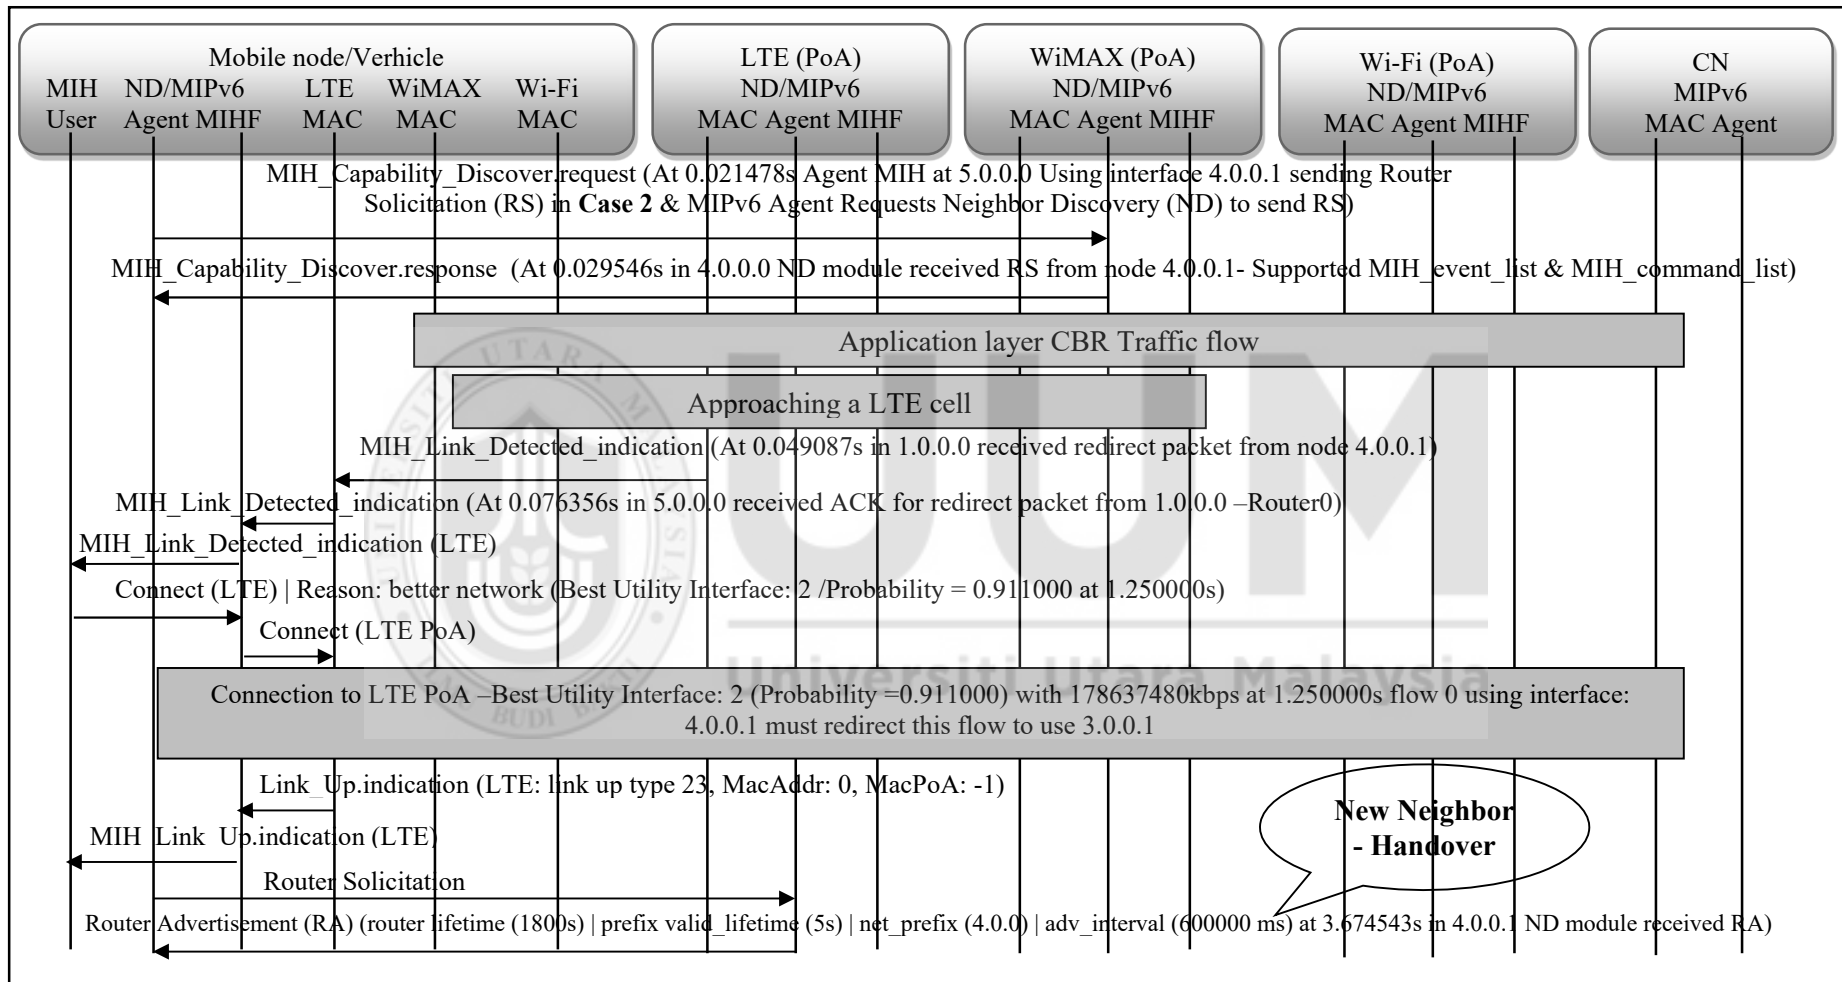 Mobile node/Verhicle
MIH ND/MIPv6 LTE WiMAX Wi-Fi
User Agent MIHF MAC MAC MAC
LTE (PoA)
ND/MIPv6
MAC Agent MIHF
WiMAX (PoA)
ND/MIPv6
MAC Agent MIHF
Wi-Fi (PoA)
ND/MIPv6
MAC Agent MIHF
CN
MIPv6
MAC Agent
MIH_Capability_Discover.request (At 0.021478s Agent MIH at 5.0.0.0 Using interface 4.0.0.1 sending Router
Solicitation (RS) in Case 2 & MIPv6 Agent Requests Neighbor Discovery (ND) to send RS)
MIH_Capability_Discover.response (At 0.029546s in 4.0.0.0 ND module received RS from node 4.0.0.1- Supported MIH_event_list & MIH_command_list)
Application layer CBR Traffic flow
Approaching a LTE cell
MIH_Link_Detected_indication (At 0.049087s in 1.0.0.0 received redirect packet from node 4.0.0.1)
MIH_Link_Detected_indication (At 0.076356s in 5.0.0.0 received ACK for redirect packet from 1.0.0.0 –Router0)
MIH_Link_Detected_indication (LTE)
Connect (LTE) | Reason: better network (Best Utility Interface: 2 /Probability = 0.911000 at 1.250000s)
Connect (LTE PoA)
Connection to LTE PoA –Best Utility Interface: 2 (Probability =0.911000) with 178637480kbps at 1.250000s flow 0 using interface:
4.0.0.1 must redirect this flow to use 3.0.0.1
Link_Up.indication (LTE: link up type 23, MacAddr: 0, MacPoA: -1)
MIH_Link_Up.indication (LTE)
New Neighbor
- Handover
Router Solicitation
Router Advertisement (RA) (router lifetime (1800s) | prefix valid_lifetime (5s) | net_prefix (4.0.0) | adv_interval (600000 ms) at 3.674543s in 4.0.0.1 ND module received RA)
UUM
Universiti Utara Malaysia